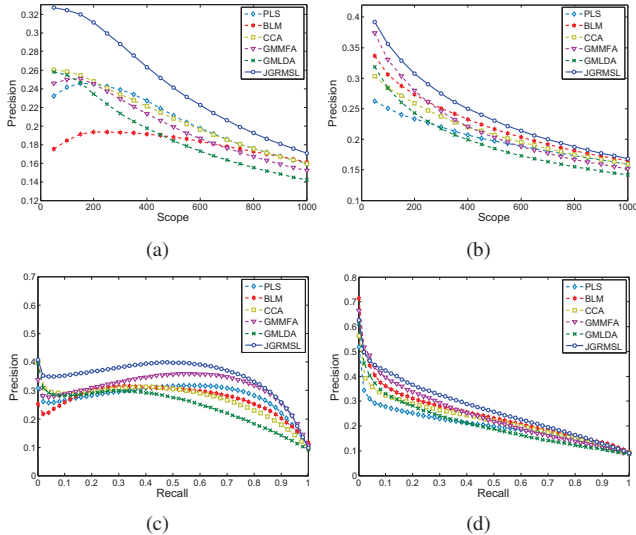 PLS
BLM
CCA
GMMFA
GMLDA
JGRMSL
Precision
0.32
0.3
0.28
0.26
0.24
0.22
0.2
0.18
0.16
0.14
0.12
0 200 400 600 800 1000
Scope
(a)
PLS
BLM
CCA
GMMFA
GMLDA
JGRMSL
Precision
0.4
0.35
0.3
0.25
0.2
0.15
0.1
0 200 400 600 800 1000
Scope
(b)
PLS
BLM
CCA
GMMFA
GMLDA
JGRMSL
Precision
0.7
0.6
0.5
0.4
0.3
0.2
0.1
0
0 0.1 0.2 0.3 0.4 0.5 0.6 0.7 0.8 0.9 1
Recall
(c)
PLS
BLM
CCA
GMMFA
GMLDA
JGRMSL
Precision
0.8
0.7
0.6
0.5
0.4
0.3
0.2
0.1
0
0 0.1 0.2 0.3 0.4 0.5 0.6 0.7 0.8 0.9 1
Recall
(d)